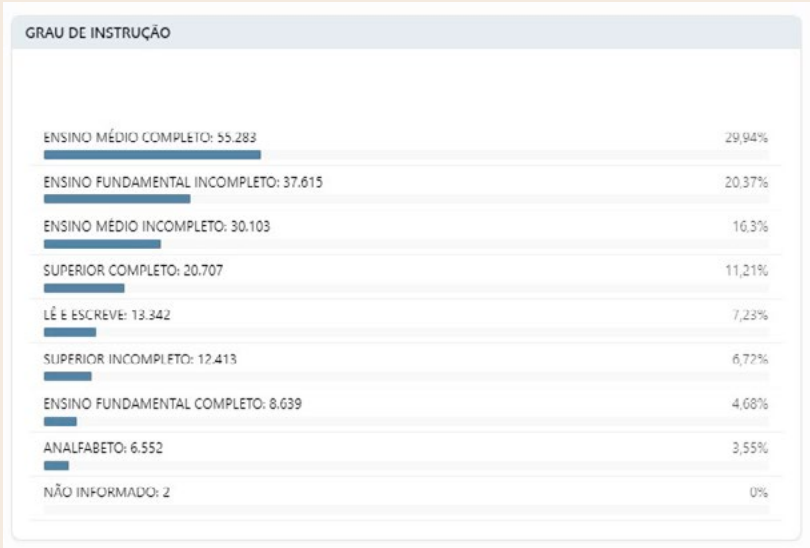 GRAU DE INSTRUÇÃO
ENSINO MÉDIO COMPLETO: 55.283 29,94%
ENSINO FUNDAMENTAL INCOMPLETO: 37.615 20,37%
ENSINO MÉDIO INCOMPLETO: 30.103 16,3%
SUPERIOR COMPLETO: 20.707 11,21%
LÊ E ESCREVE: 13.342 7,23%
SUPERIOR INCOMPLETO: 12.413 6,72%
ENSINO FUNDAMENTAL COMPLETO: 8.639 4,68%
ANALFABETO: 6.552 3,55%
NÃO INFORMADO: 2 0%